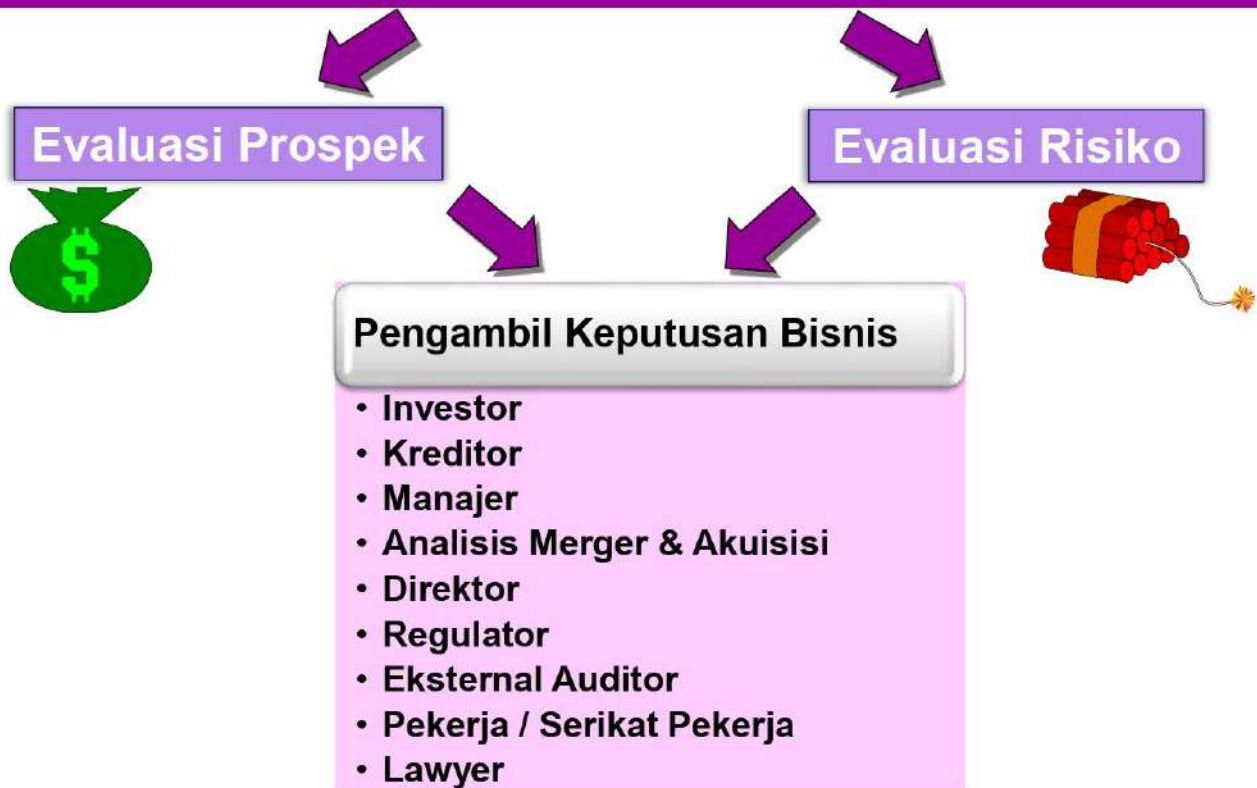 Evaluasi Prospek
Evaluasi Risiko
$
Pengambil Keputusan Bisnis
• Investor
• Kreditor
• Manajer
• Analisis Merger & Akuisisi
• Direktor
• Regulator
• Eksternal Auditor
• Pekerja / Serikat Pekerja
• Lawyer